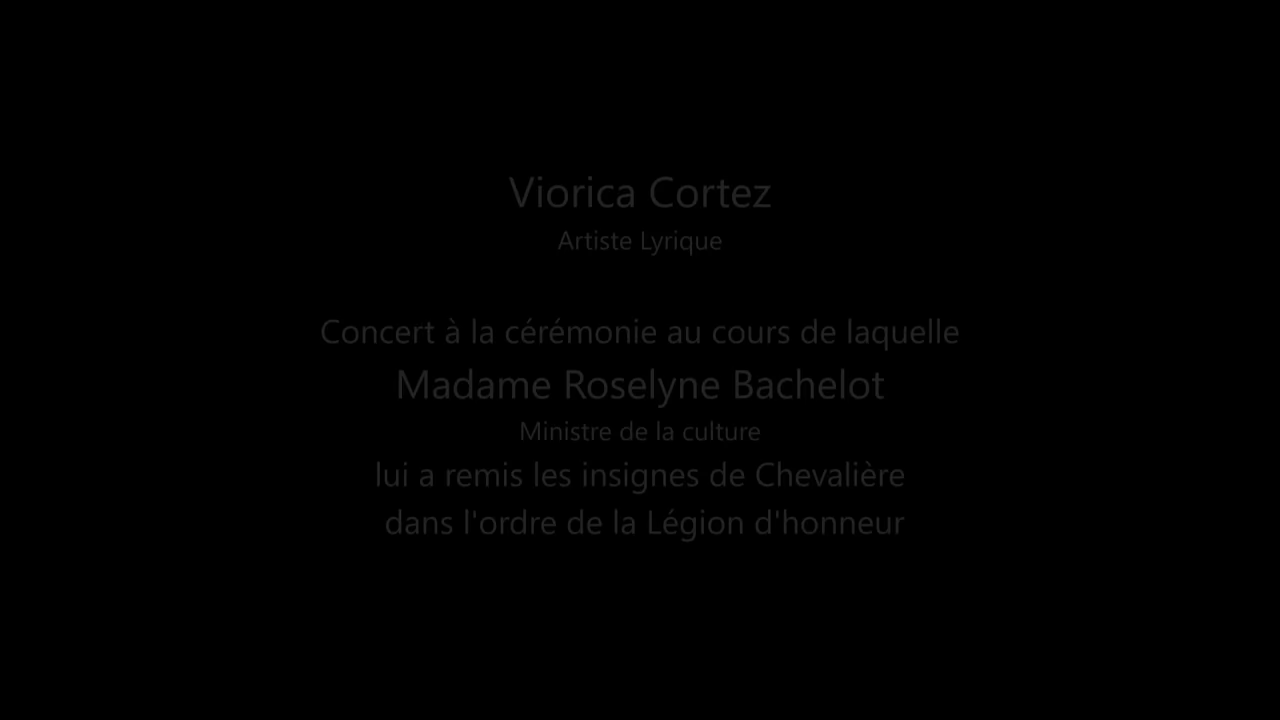 Viorica Cortez
Artiste Lyrique
Concert à la cérémonie au cours de laquelle
Madame Roselyne Bachelot
Ministre de la culture
lui a remis les insignes de Chevalière
dans l'ordre de la Légion d'honneur